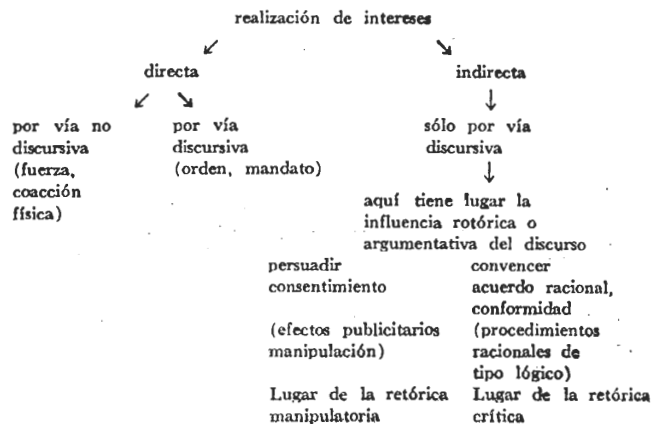 realización de intereses
directa
indirecta
por vía no
discursiva
(fuerza,
coacción
física)
por vía
discursiva
(orden, mandato)
sólo por vía
discursiva
aquí tiene lugar la
influencia rotórica o
argumentativa del discurso
persuadir
consentimiento
(efectos publicitarios
manipulación)
Lugar de la retórica
manipulatoria
convencer
acuerdo racional,
conformidad
(procedimientos
racionales de
tipo lógico)
Lugar de la retórica
crítica